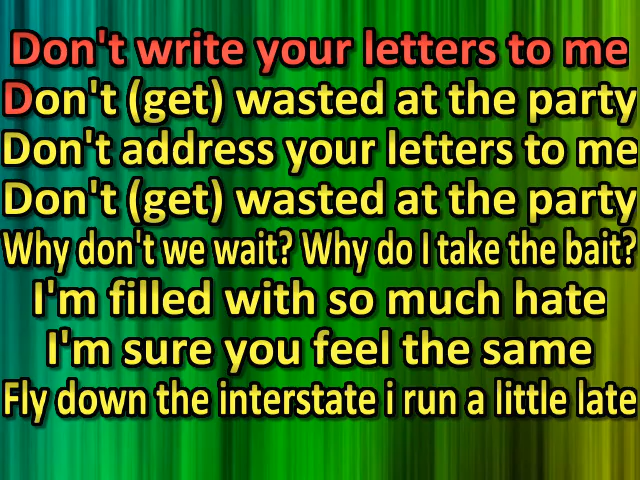 Don't write your letters to me
Don't (get) wasted at the party
Don't address your letters to me
Don't (get) wasted at the party
Why don't we wait? Why do I take the bait?
I'm filled with so much hate
I'm sure you feel the same
Fly down the interstate i run a little late